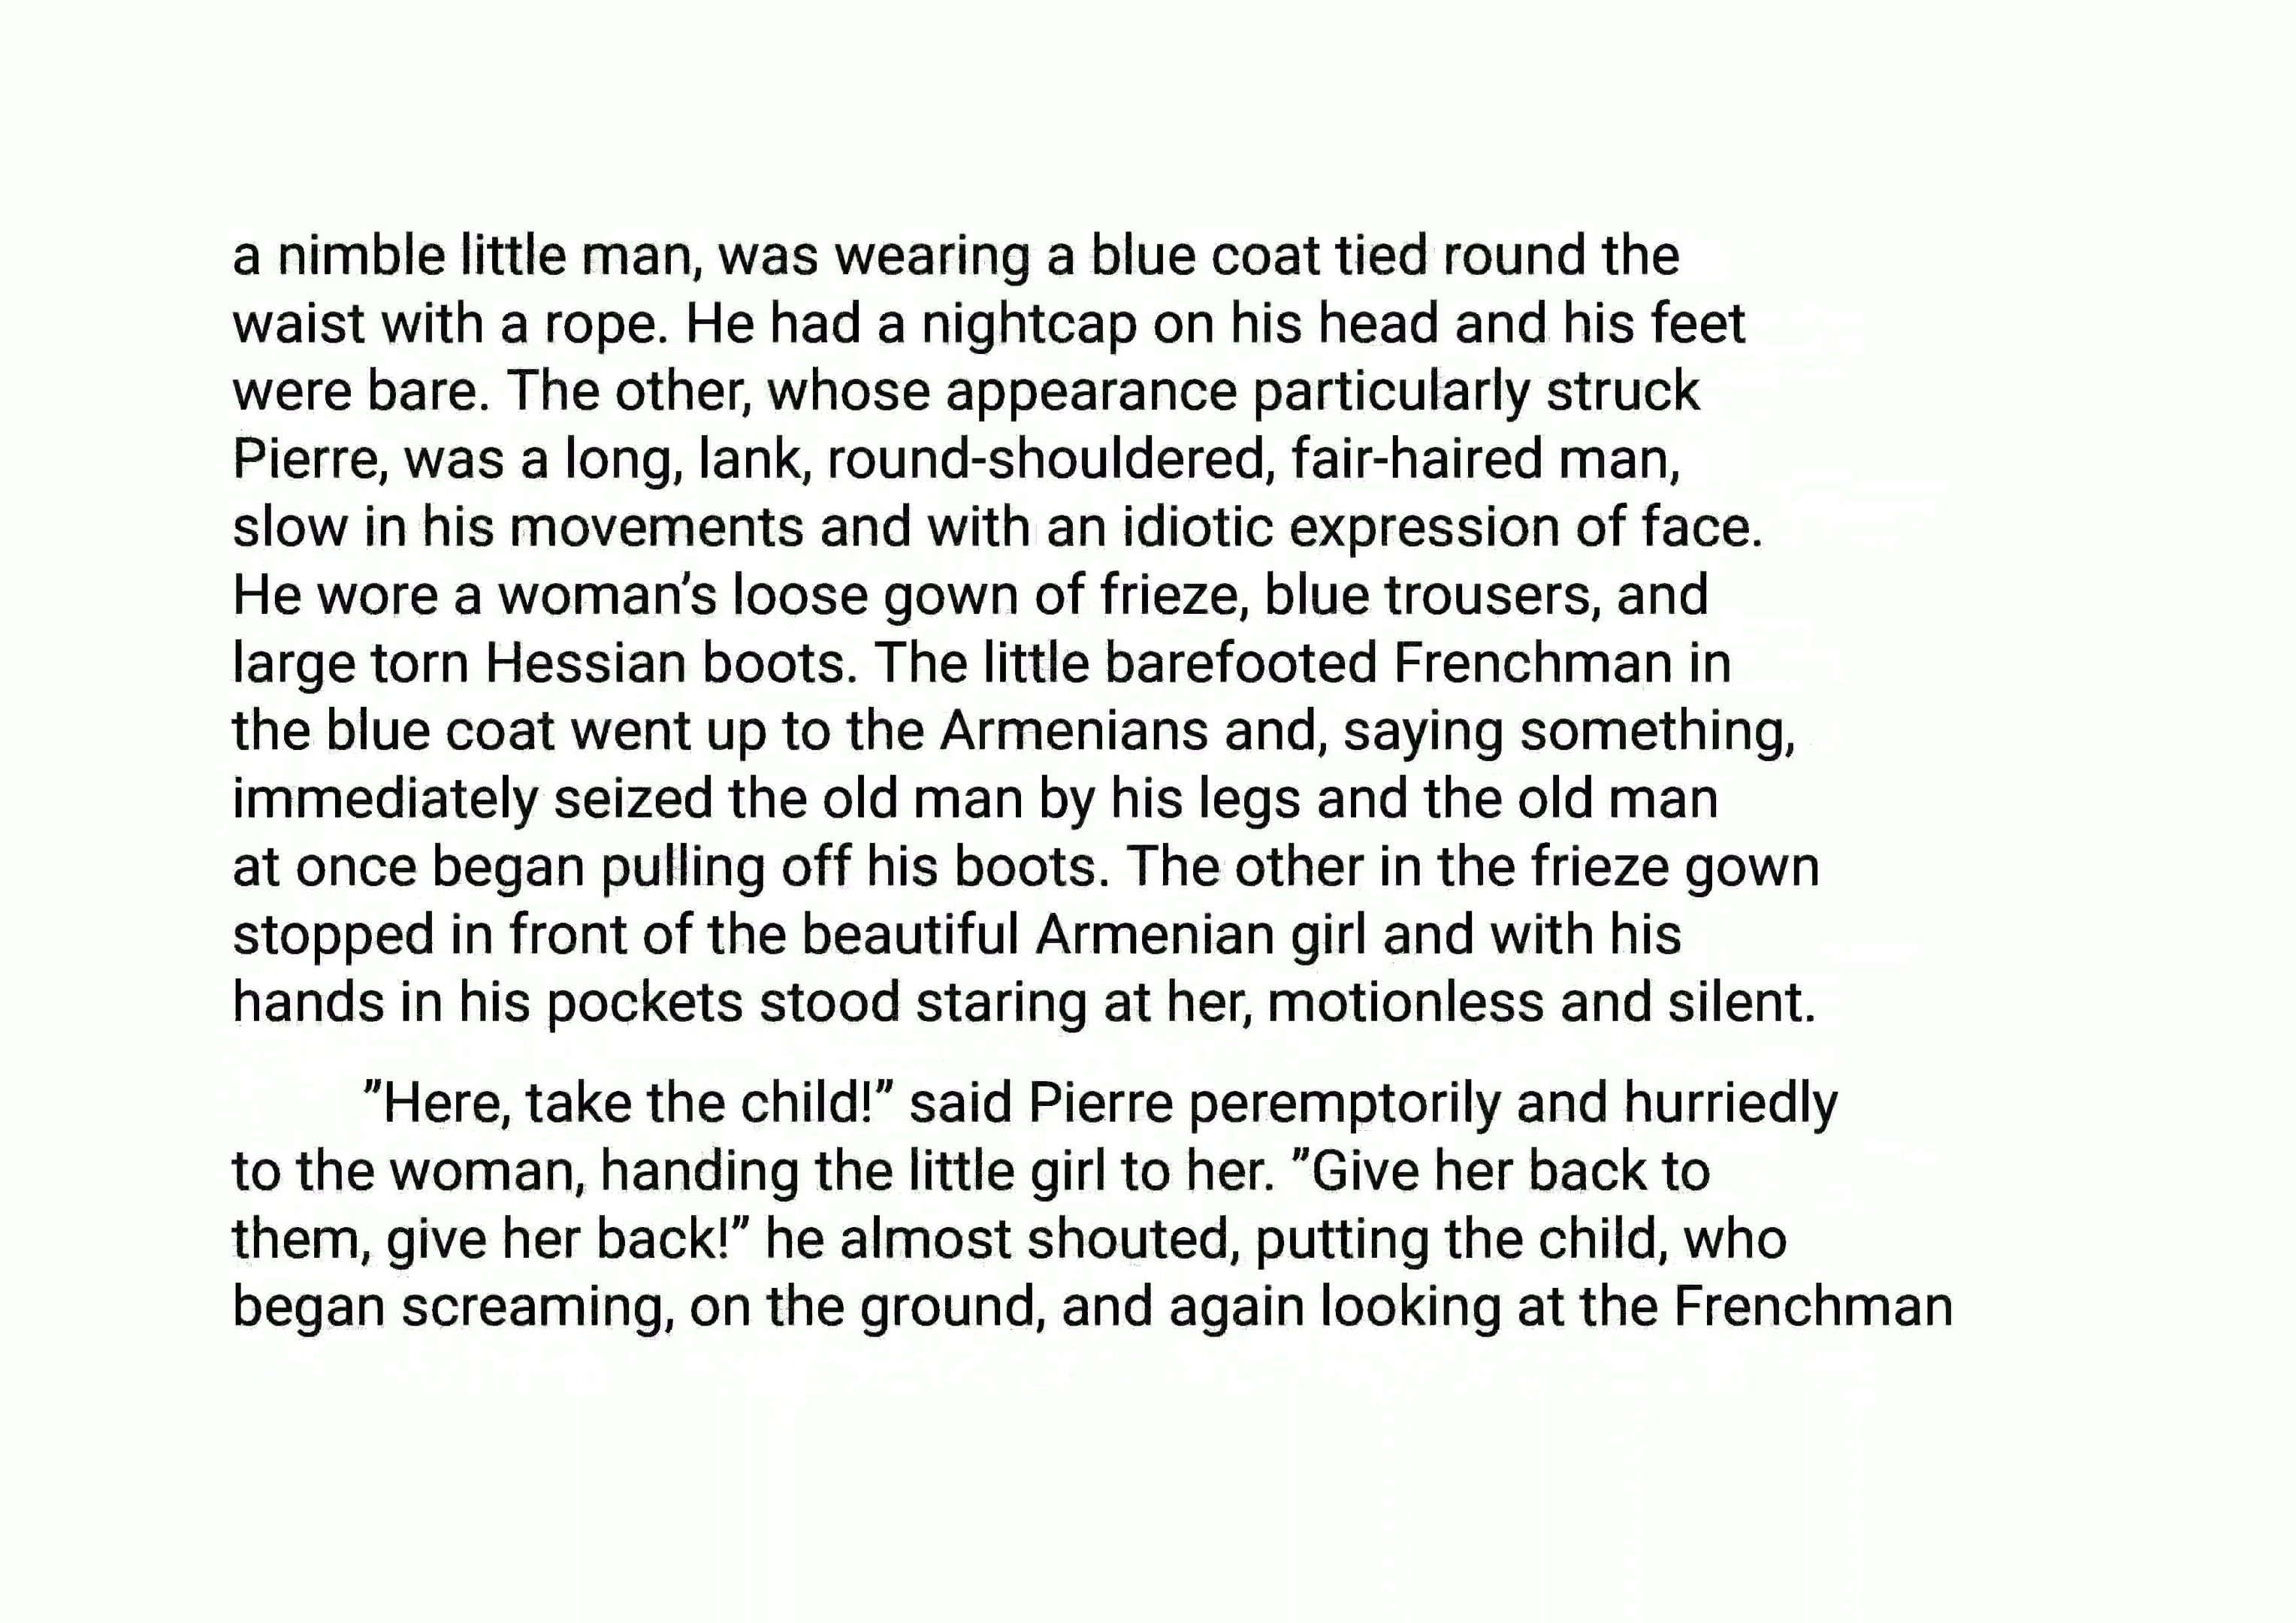 a nimble little man, was wearing a blue coat tied round the
waist with a rope. He had a nightcap on his head and his feet
were bare. The other, whose appearance particularly struck
Pierre, was a long, lank, round-shouldered, fair-haired man,
slow in his movements and with an idiotic expression of face.
He wore a woman’s loose gown of frieze, blue trousers, and
large torn Hessian boots. The little barefooted Frenchman in
the blue coat went up to the Armenians and, saying something,
immediately seized the old man by his legs and the old man
at once began pulling off his boots. The other in the frieze gown
stopped in front of the beautiful Armenian girl and with his
hands in his pockets stood staring at her, motionless and silent.
”Here, take the child!” said Pierre peremptorily and hurriedly
to the woman, handing the little girl to her. ”Give her back to
them, give her back!” he almost shouted, putting the child, who
began screaming, on the ground, and again looking at the Frenchman